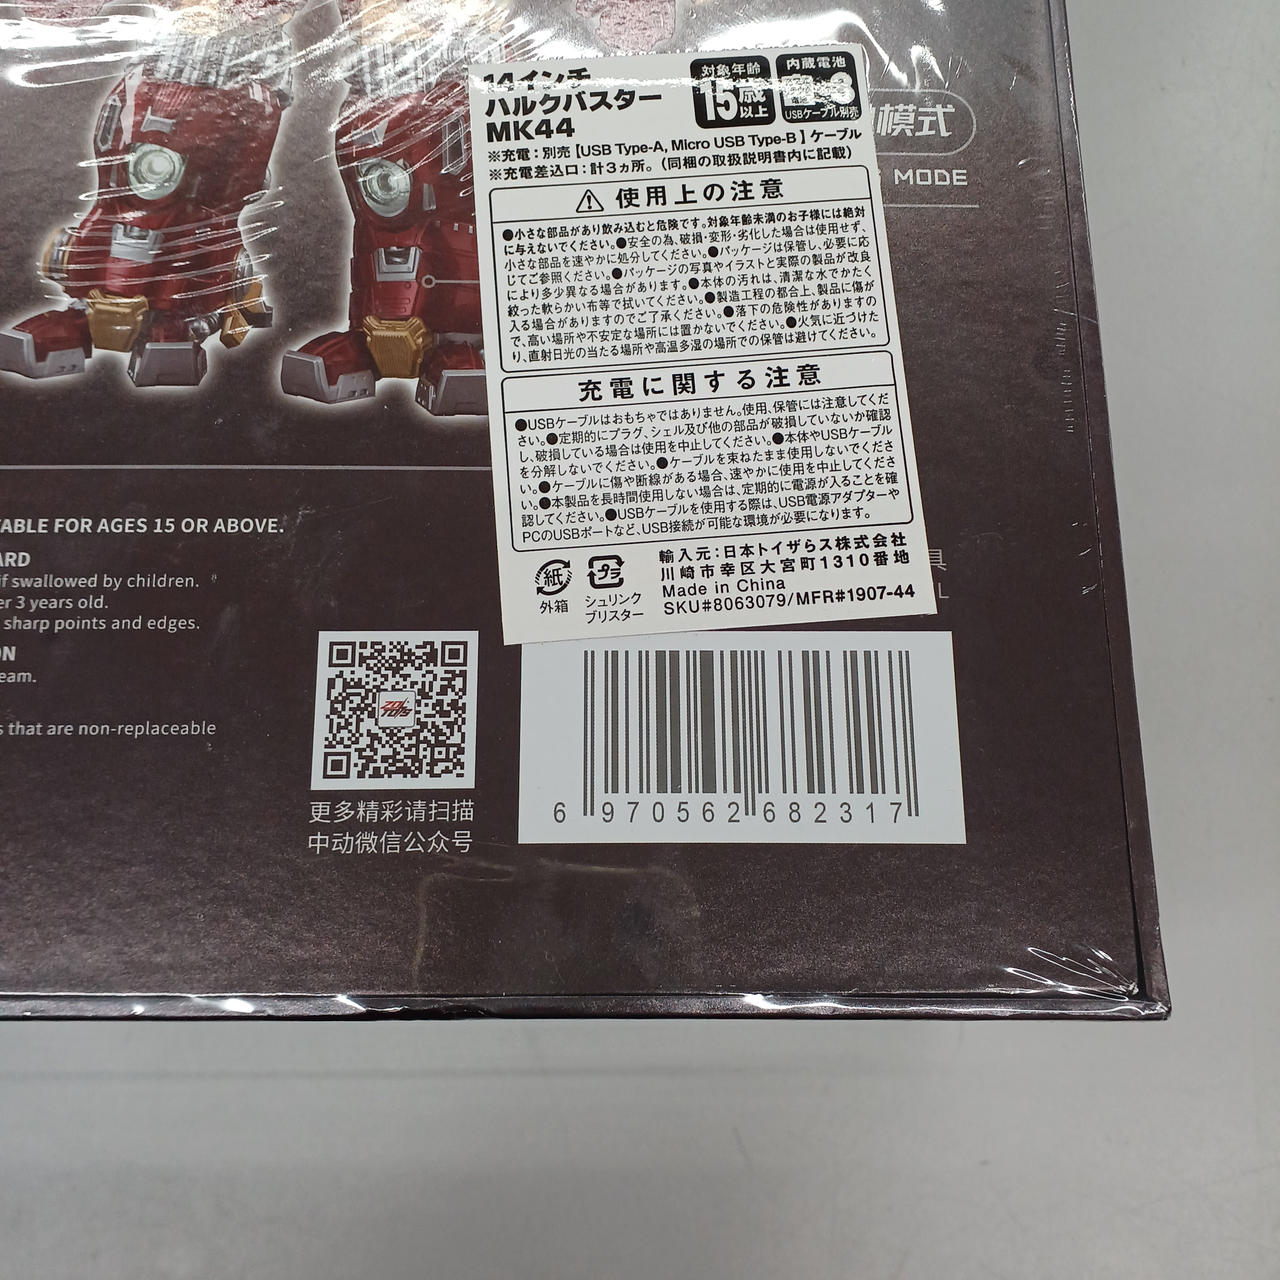 14インチ
ハルクバスター
MK44
対象年齢
15歳
以上
内蔵電池
USBケーブル別売
※充電：別売【USB Type-A, Micro USB Type-B】ケーブル
※充電差込口：計３ヵ所。（同梱の取扱説明書内に記載）
模式
MODE
⚠使用上の注意
●小さな部品があり飲み込むと危険です。対象年齢未満のお子様には絶対
に与えないでください。●安全の為、破損・変形・劣化した場合は使用せず、
小さな部品を速やかに処分してください。●パッケージは保管し、必要に応
じてご参照ください。●パッケージの写真やイラストと実際の製品が改良
により多少異なる場合があります。●本体の汚れは、清潔な水でかたく
絞った軟らかい布等で拭いてください。●製造工程の都合上、製品に傷が
入る場合がありますのでご了承ください。●落下の危険性がありますの
で、高い場所や不安定な場所には置かないでください。●火気に近づけた
り、直射日光の当たる場所や高温多湿の場所での保管は避けてください。
充電に関する注意
●USBケーブルはおもちゃではありません。使用、保管には注意してくだ
さい。●定期的にプラグ、シェル及び他の部品が破損していないか確認
し、破損している場合は使用を中止してください。●本体やUSBケーブル
を分解しないでください。●ケーブルを束ねたまま使用しないでくださ
い。●ケーブルに傷や断線がある場合、速やかに使用を中止してくださ
い。●本製品を長時間使用しない場合は、定期的に電源が入ることを確
認してください。●USBケーブルを使用する際は、USB電源アダプターや
PCのUSBポートなど、USB接続が可能な環境が必要になります。
紙
外箱
プラ
シュリンク
ブリスター
輸入元：日本トイザらス株式会社
川崎市幸区大宮町1310番地
Made in China
SKU#8063079/MFR#1907-44
具
L
TABLE FOR AGES 15 OR ABOVE.
ARD
if swallowed by children.
er 3 years old.
sharp points and edges.
ON
eam.
s that are non-replaceable
更多精彩请扫描
中动微信公众号
6 970562 682317